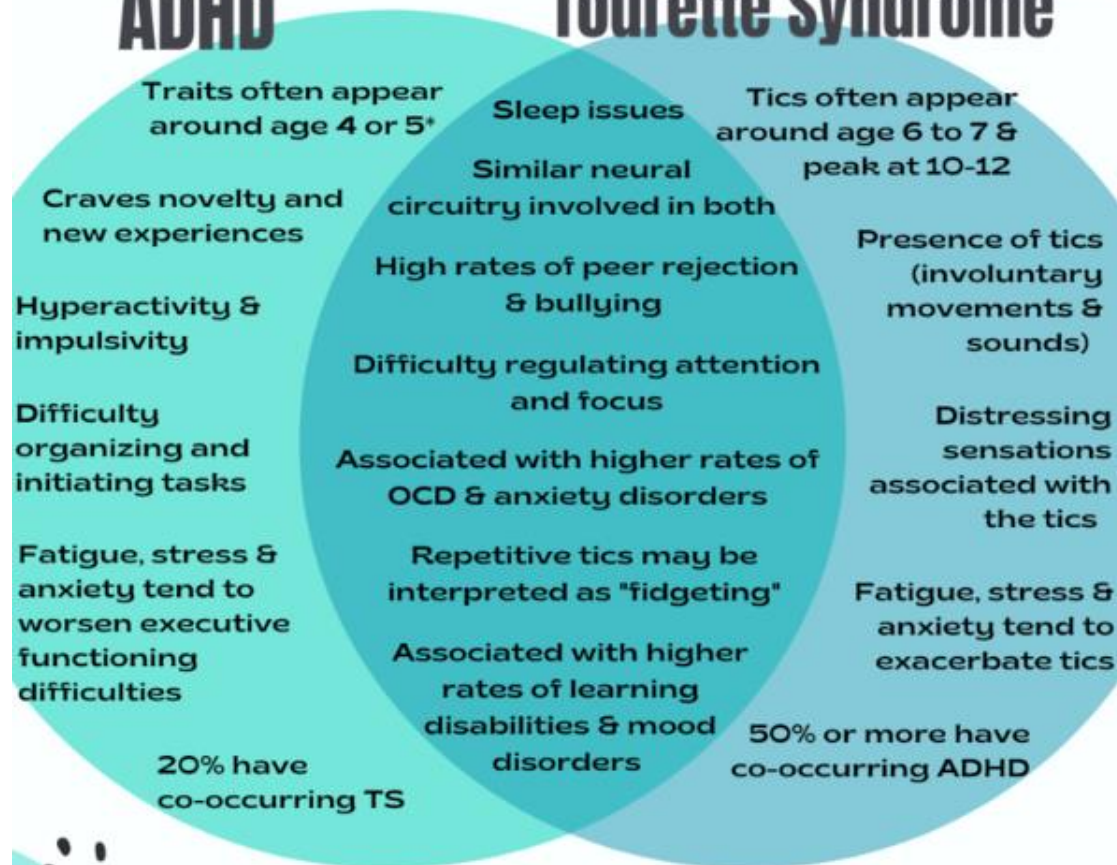 ADHD
Tourette Syndrome
Traits often appear
around age 4 or 5*
Craves novelty and
new experiences
Hyperactivity &
impulsivity
Difficulty
organizing and
initiating tasks
Fatigue, stress &
anxiety tend to
worsen executive
functioning
difficulties
20% have
co-occurring TS
Sleep issues
Similar neural
circuitry involved in both
High rates of peer rejection
& bullying
Difficulty regulating attention
and focus
Associated with higher rates of
OCD & anxiety disorders
Repetitive tics may be
interpreted as "fidgeting"
Associated with higher
rates of learning
disabilities & mood
disorders
Tics often appear
around age 6 to 7 &
peak at 10-12
Presence of tics
(involuntary
movements &
sounds)
Distressing
sensations
associated with
the tics
Fatigue, stress &
anxiety tend to
exacerbate tics
50% or more have
co-occurring ADHD